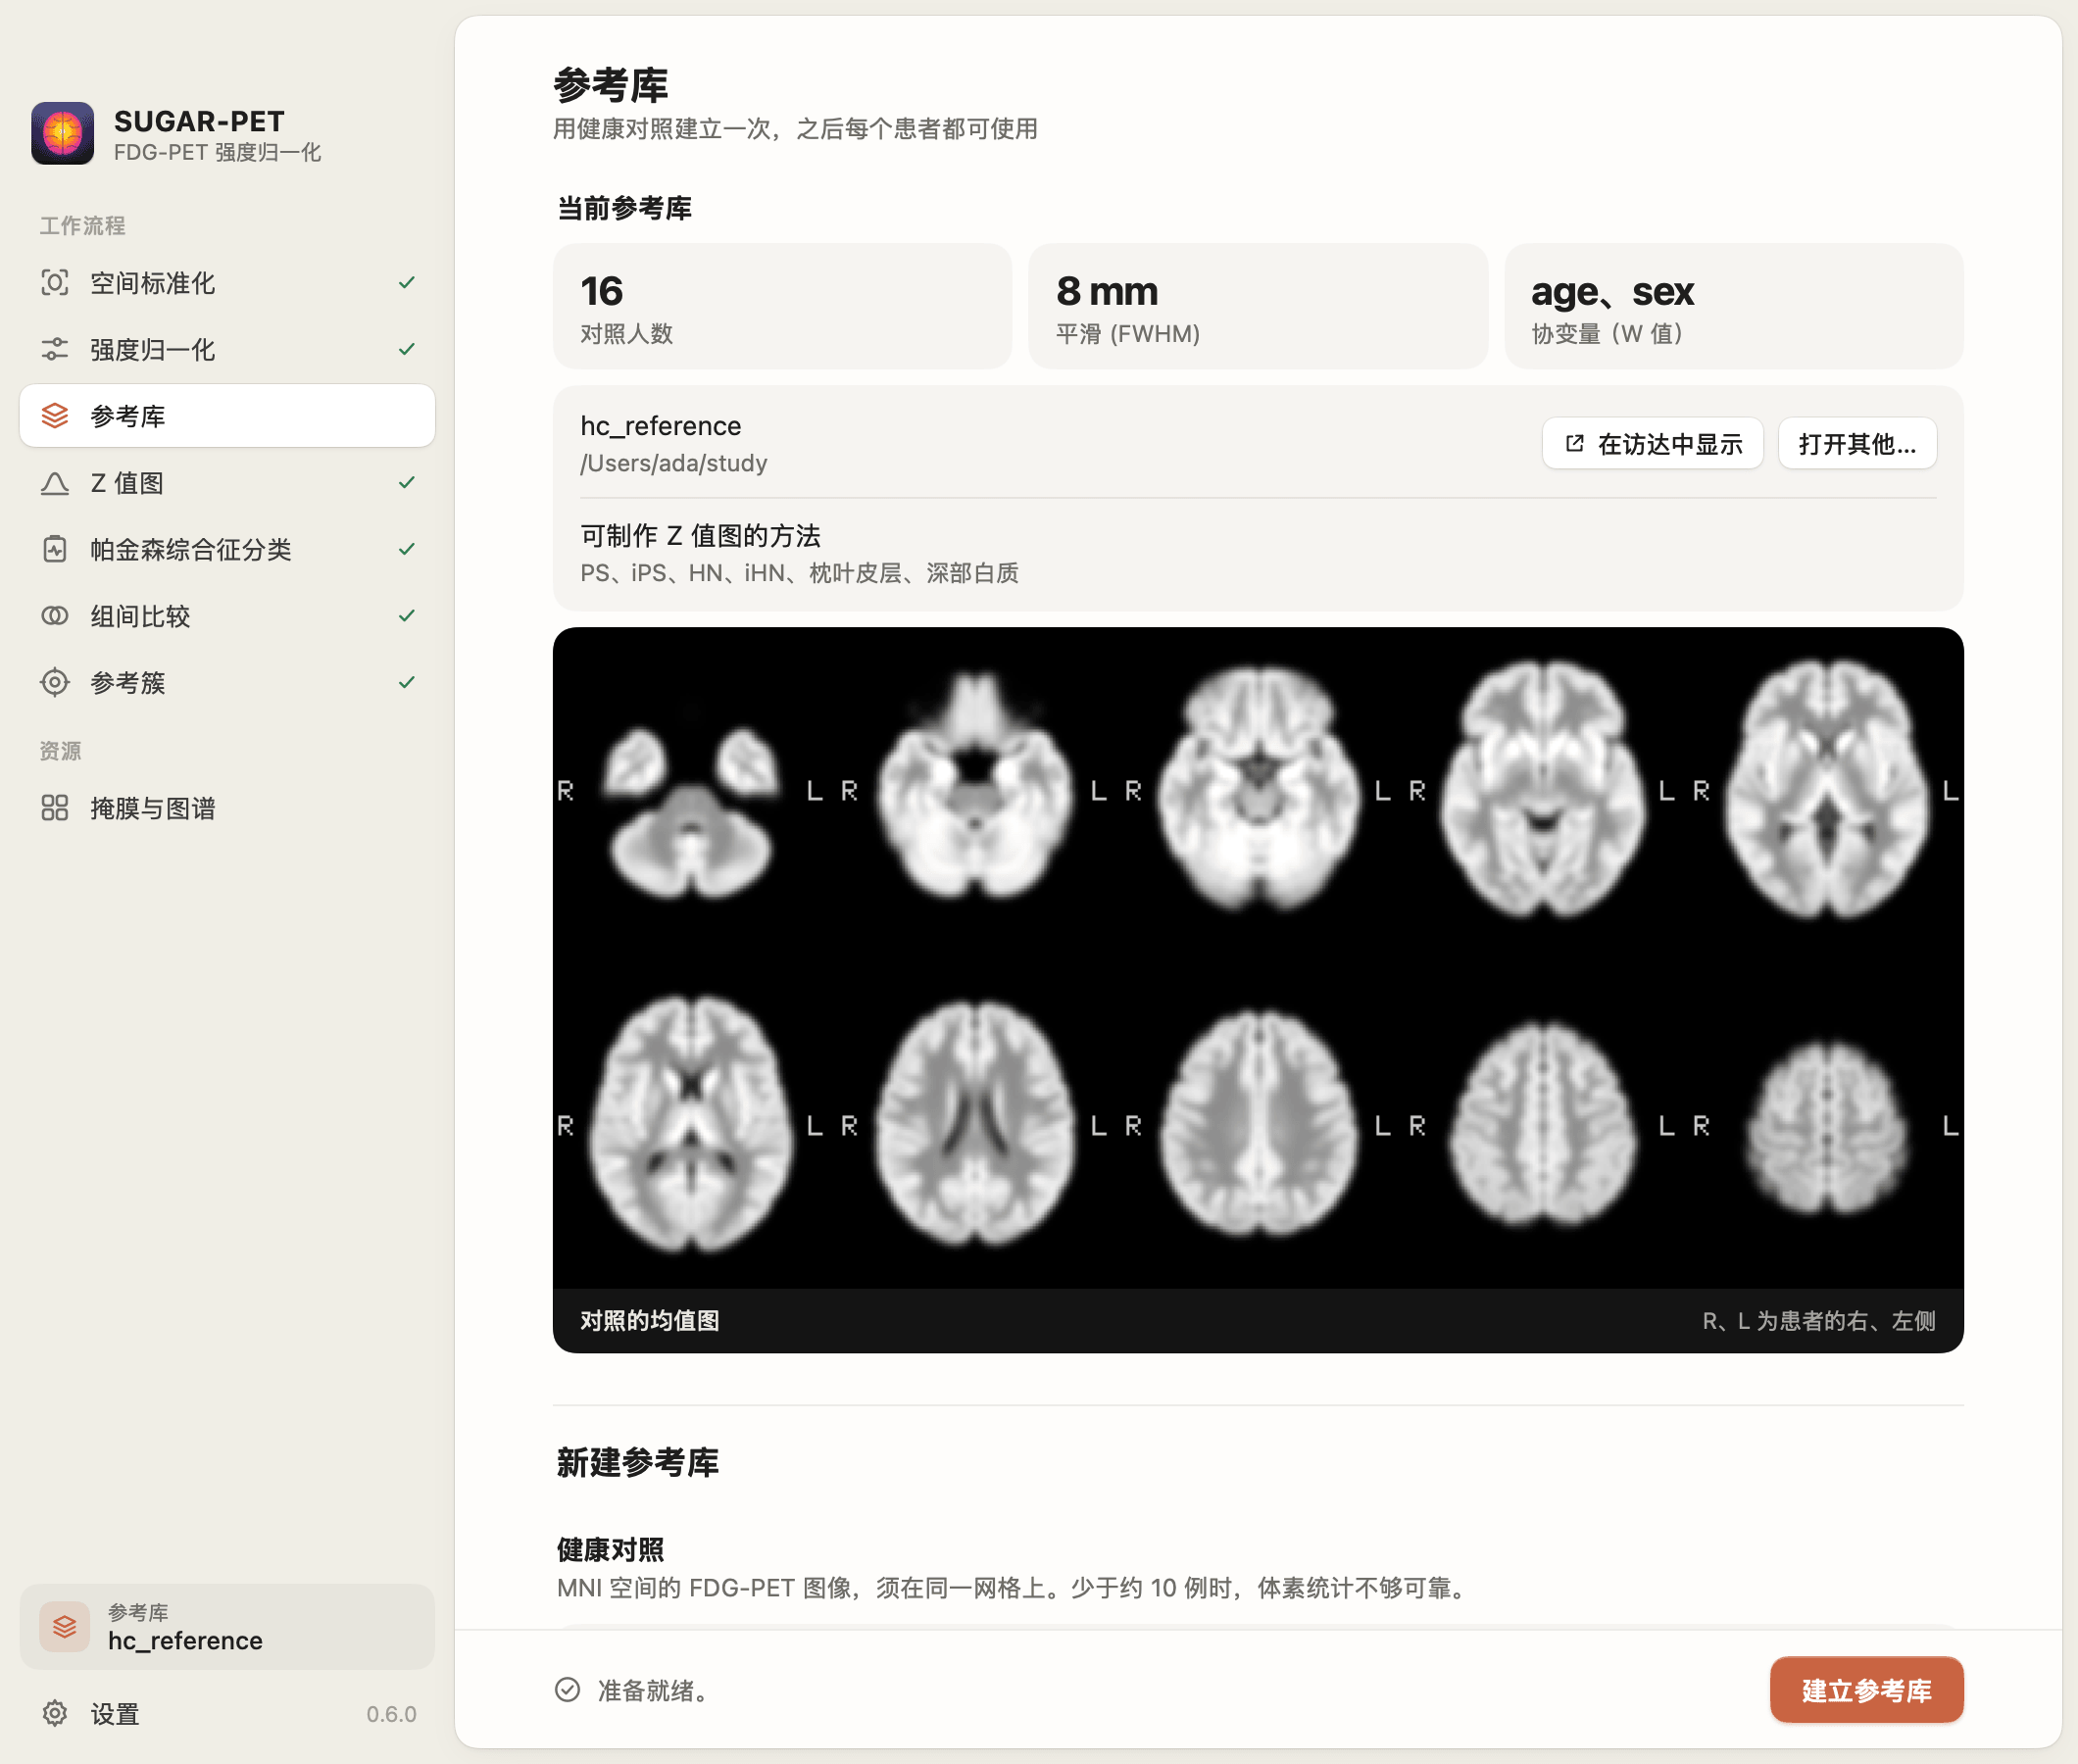 SUGAR-PET
FDG-PET 强度归一化
工作流程
空间标准化
强度归一化
参考库
Z 值图
帕金森综合征分类
组间比较
参考簇
资源
掩膜与图谱
参考库
hc_reference
设置
0.6.0
参考库
用健康对照建立一次，之后每个患者都可使用
当前参考库
16
对照人数
8 mm
平滑 (FWHM)
age、sex
协变量（W 值）
hc_reference
/Users/ada/study
在访达中显示
打开其他...
可制作 Z 值图的方法
PS、iPS、HN、iHN、枕叶皮层、深部白质
R L R L R L R L R L
R L R L R L R L R L
对照的均值图
R、L 为患者的右、左侧
新建参考库
健康对照
MNI 空间的 FDG-PET 图像，须在同一网格上。少于约 10 例时，体素统计不够可靠。
准备就绪。
建立参考库